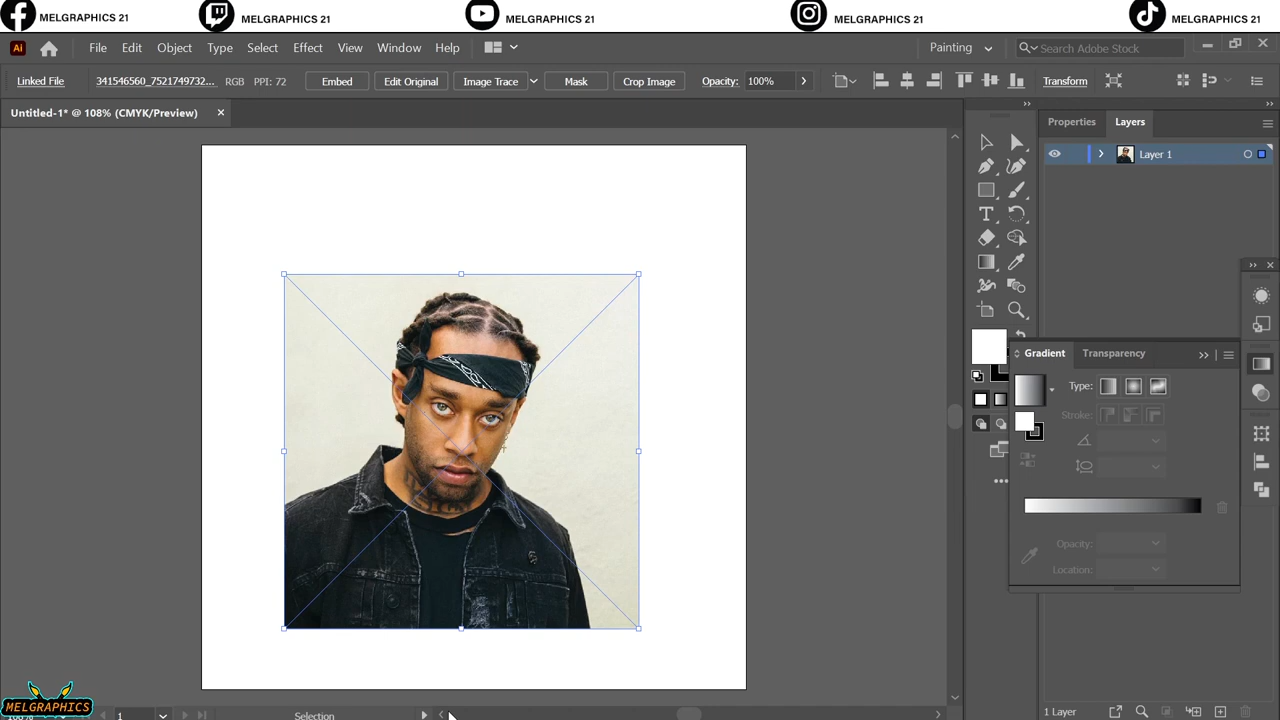 MELGRAPHICS 21 MELGRAPHICS 21 MELGRAPHICS 21 MELGRAPHICS 21 MELGRAPHICS 21
Ai File Edit Object Type Select Effect View Window Help Painting Search Adobe Stock
Linked File 341546560_7521749732... RGB PPI: 72 Embed Edit Original Image Trace Mask Crop Image Opacity: 100% Transform
Untitled-1* @ 108% (CMYK/Preview)
Properties Layers
Layer 1
Gradient Transparency
Type:
Stroke:
Opacity:
Location:
MELGRAPHICS
1 Selection 1 Layer